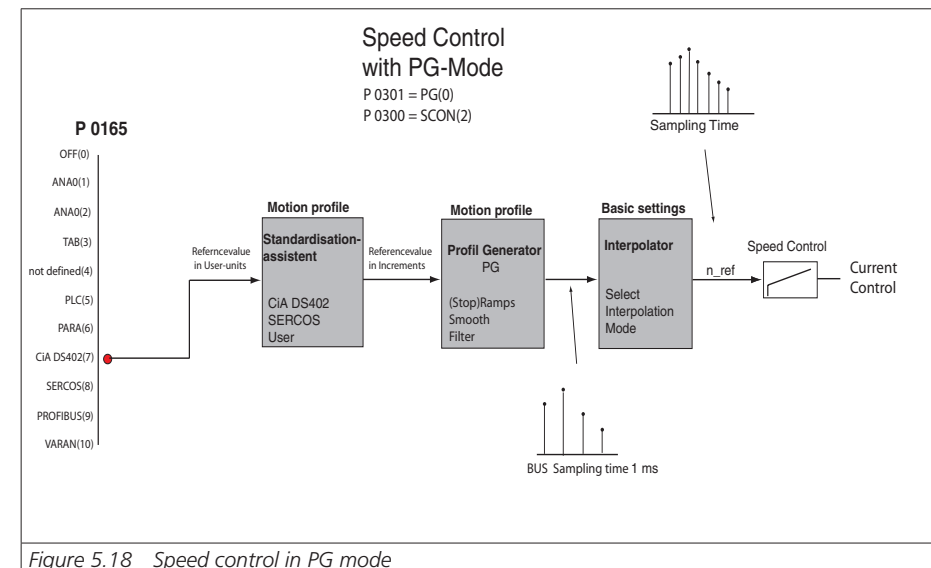 Speed Control
with PG-Mode
P 0301 = PG(0)
P 0300 = SCON(2)
Sampling Time
P 0165
OFF(0)
ANA0(1)
ANA0(2)
TAB(3)
not defined(4)
PLC(5)
PARA(6)
CiA DS402(7)
SERCOS(8)
PROFIBUS(9)
VARAN(10)
Referncevalue
in User-units
Motion profile
Standardisation-
assistent
CiA DS402
SERCOS
User
Referencevalue
in Increments
Motion profile
Profil Generator
PG
(Stop)Ramps
Smooth
Filter
BUS Sampling time 1 ms
Basic settings
Interpolator
Select
Interpolation
Mode
n_ref
Speed Control
Current
Control
Figure 5.18 Speed control in PG mode